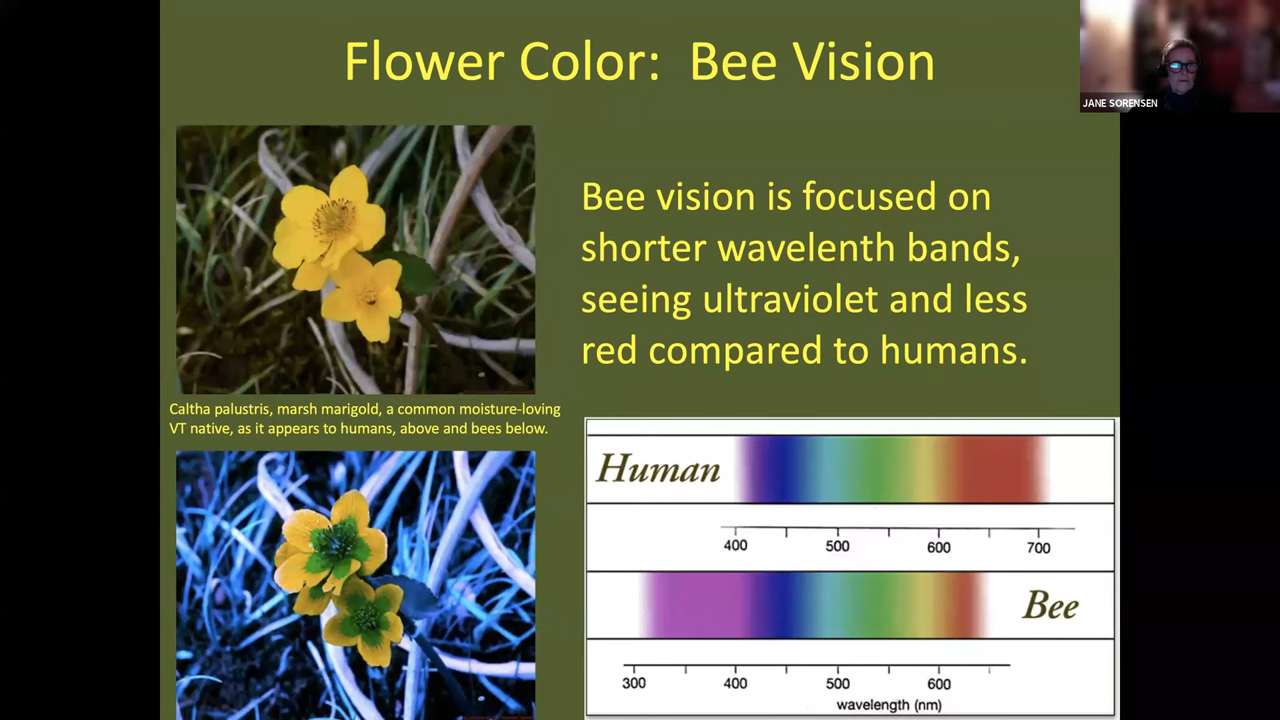 Flower Color:  Bee Vision
JANE SORENSEN
Bee vision is focused on
shorter wavelenth bands,
seeing ultraviolet and less
red compared to humans.
Caltha palustris, marsh marigold, a common moisture-loving
VT native, as it appears to humans, above and bees below.
Human
400 500 600 700
Bee
300 400 500 600
wavelength (nm)